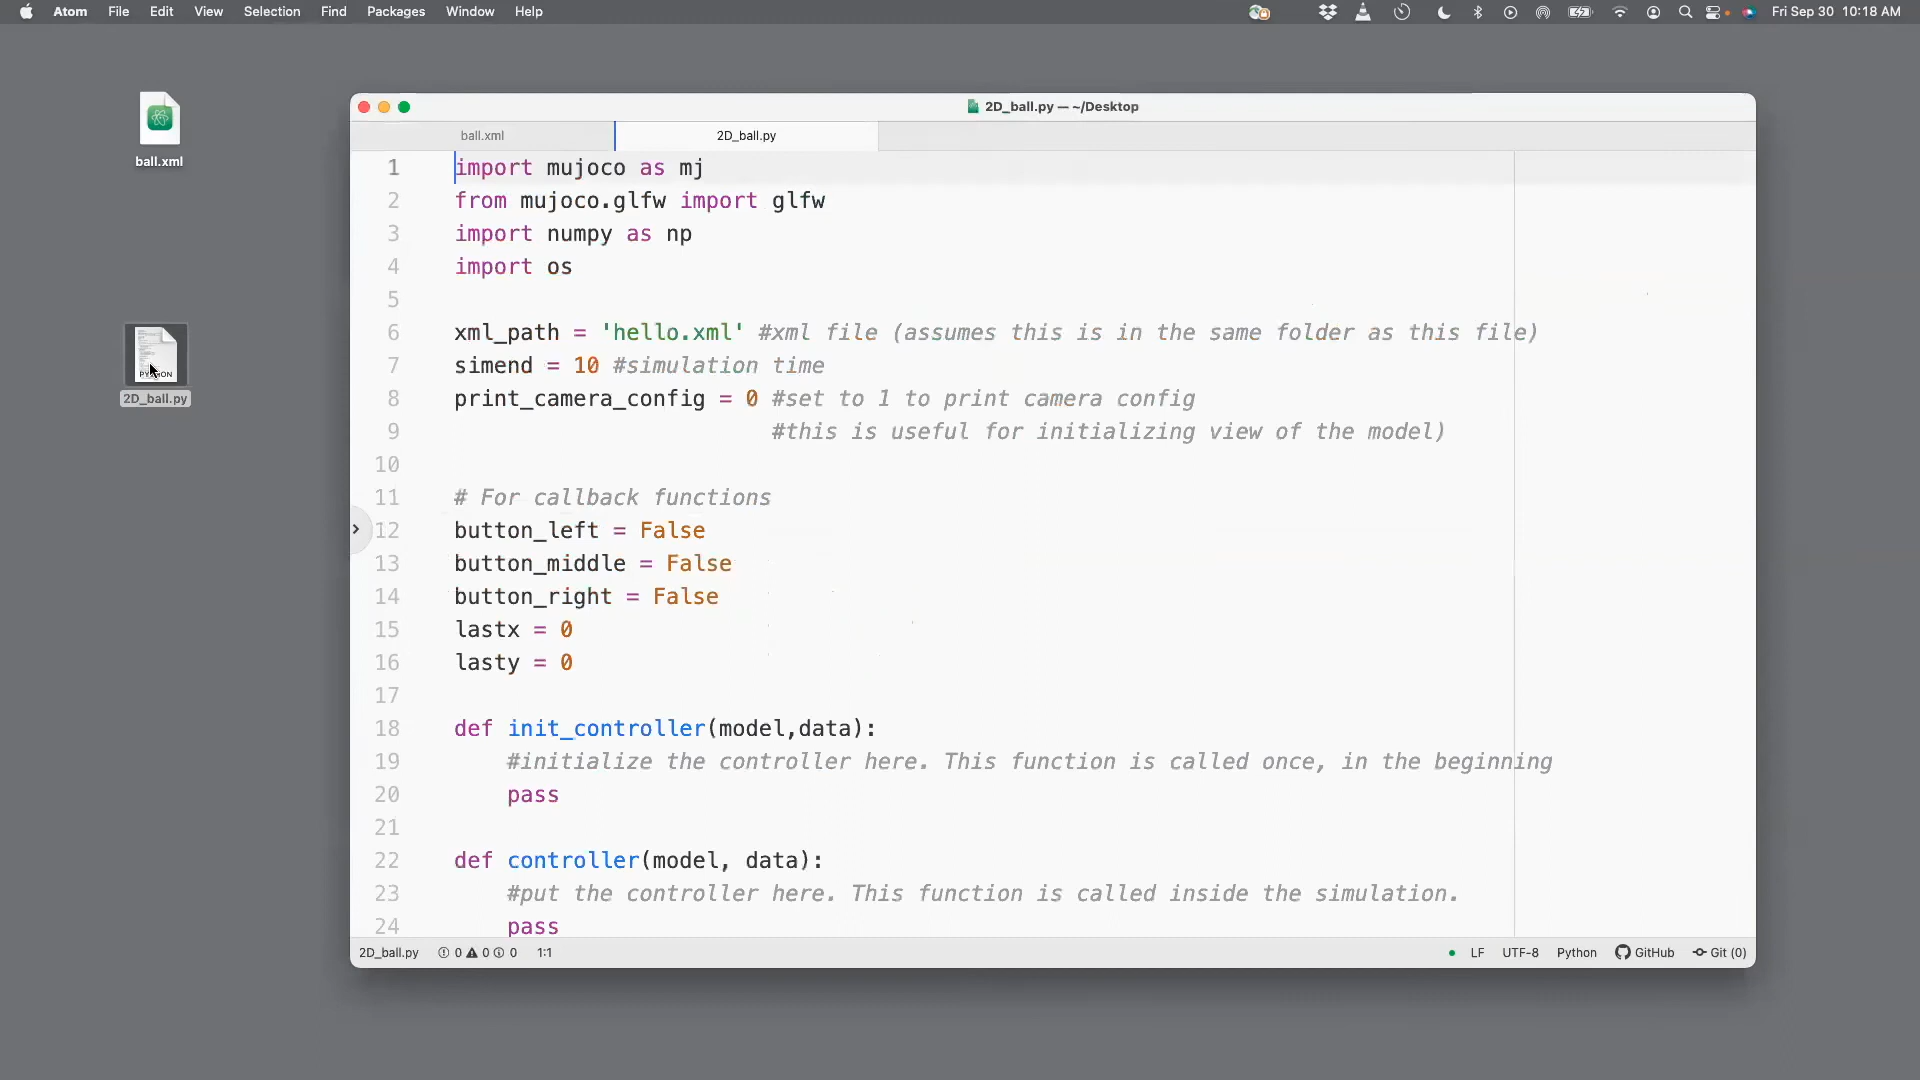 Atom File Edit View Selection Find Packages Window Help Fri Sep 30 10:18 AM
ball.xml
2D_ball.py
2D_ball.py — ~/Desktop
ball.xml 2D_ball.py
1 import mujoco as mj
2 from mujoco.glfw import glfw
3 import numpy as np
4 import os
5
6 xml_path = 'hello.xml' #xml file (assumes this is in the same folder as this file)
7 simend = 10 #simulation time
8 print_camera_config = 0 #set to 1 to print camera config
9 #this is useful for initializing view of the model)
10
11 # For callback functions
12 button_left = False
13 button_middle = False
14 button_right = False
15 lastx = 0
16 lasty = 0
17
18 def init_controller(model,data):
19 #initialize the controller here. This function is called once, in the beginning
20 pass
21
22 def controller(model, data):
23 #put the controller here. This function is called inside the simulation.
24 pass
2D_ball.py 0 0 0 1:1 LF UTF-8 Python GitHub Git (0)